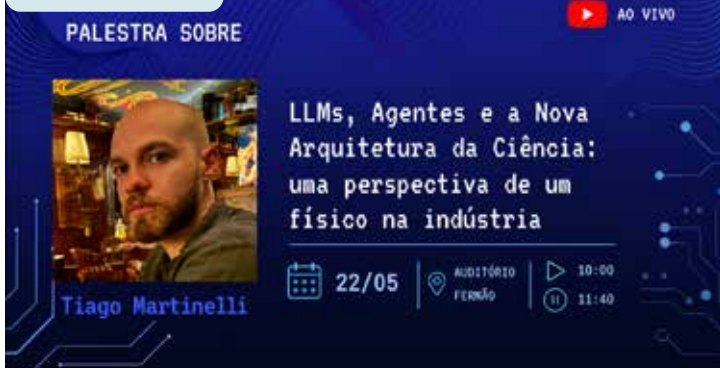 PALESTRA SOBRE
AO VIVO
LLMs, Agentes e a Nova
Arquitetura da Ciência:
uma perspectiva de um
físico na indústria
22/05
AUDITÓRIO
FERMÃO
10:00
11:40
Tiago Martinelli